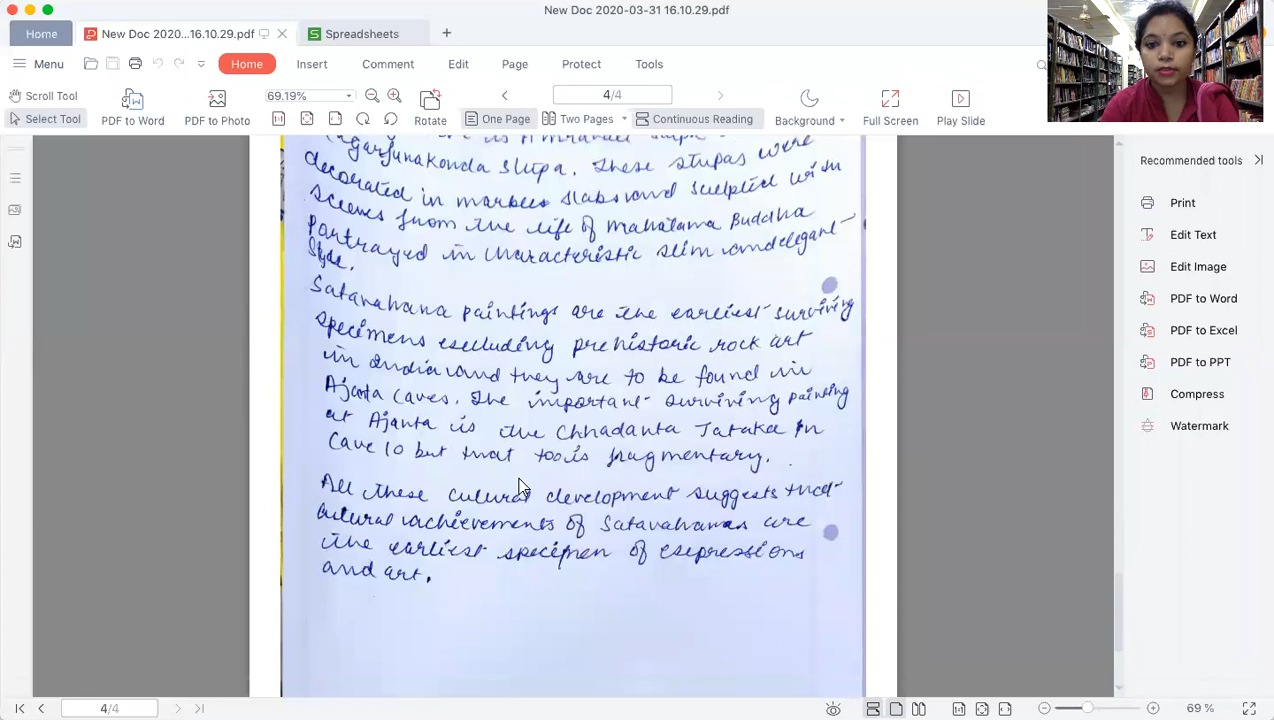 New Doc 2020-03-31 16.10.29.pdf
Home
New Doc 2020...16.10.29.pdf
Spreadsheets
Menu
Home
Insert
Comment
Edit
Page
Protect
Tools
Scroll Tool
Select Tool
PDF to Word
PDF to Photo
69.19%
Rotate
4/4
One Page
Two Pages
Continuous Reading
Background
Full Screen
Play Slide
Recommended tools
Print
Edit Text
Edit Image
PDF to Word
PDF to Excel
PDF to PPT
Compress
Watermark
is Amravati Stupa
Nagarjunakonda Stupa. These stupas were
decorated in marbles slabs and sculpted with
scenes from the life of mahatama Buddha
Portrayed in characteristic slim and elegant
Style.
Satavahana paintings are the earliest surviving
specimens excluding prehistoric rock art
in India and they are to be found in
Ajanta caves. The important surviving painting
at Ajanta is the Chhadanta Jataka in
Cave 10 but that too is fragmentary.
All these culural development suggests that
culural achievements of Satavahanas are
the earliest specimen of expressions
and art.
4/4
69 %